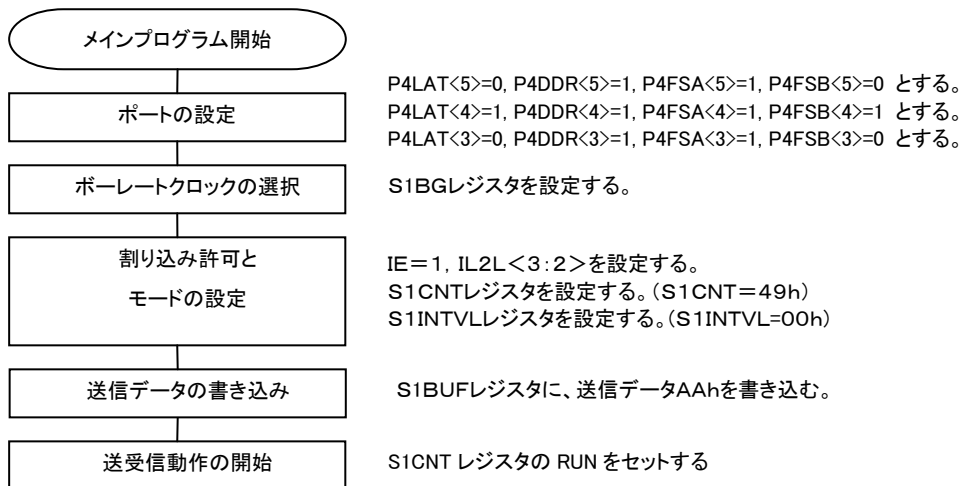 メインプログラム開始
ポートの設定
P4LAT<5>=0, P4DDR<5>=1, P4FSA<5>=1, P4FSB<5>=0 とする。
P4LAT<4>=1, P4DDR<4>=1, P4FSA<4>=1, P4FSB<4>=1 とする。
P4LAT<3>=0, P4DDR<3>=1, P4FSA<3>=1, P4FSB<3>=0 とする。
ボーレートクロックの選択
S1BGレジスタを設定する。
割り込み許可と
モードの設定
IE=1, IL2L<3:2>を設定する。
S1CNTレジスタを設定する。(S1CNT=49h)
S1INTVLレジスタを設定する。(S1INTVL=00h)
送信データの書き込み
S1BUFレジスタに、送信データAAhを書き込む。
送受信動作の開始
S1CNT レジスタの RUN をセットする